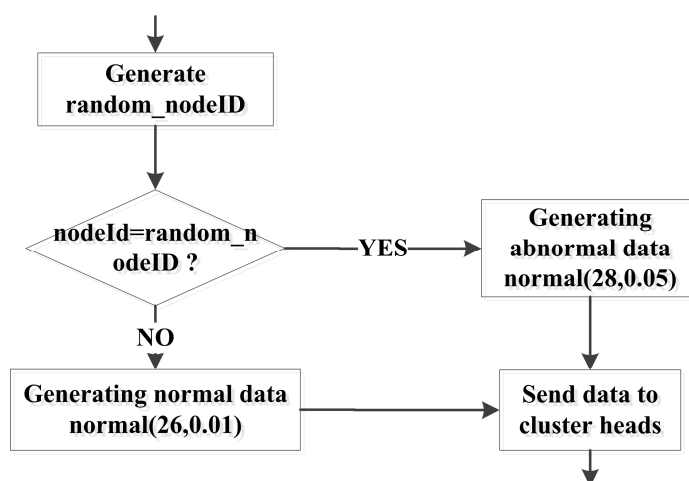 Generate
random_nodeID
nodeId=random_n
odeID ?
YES
Generating
abnormal data
normal(28,0.05)
NO
Generating normal data
normal(26,0.01)
Send data to
cluster heads